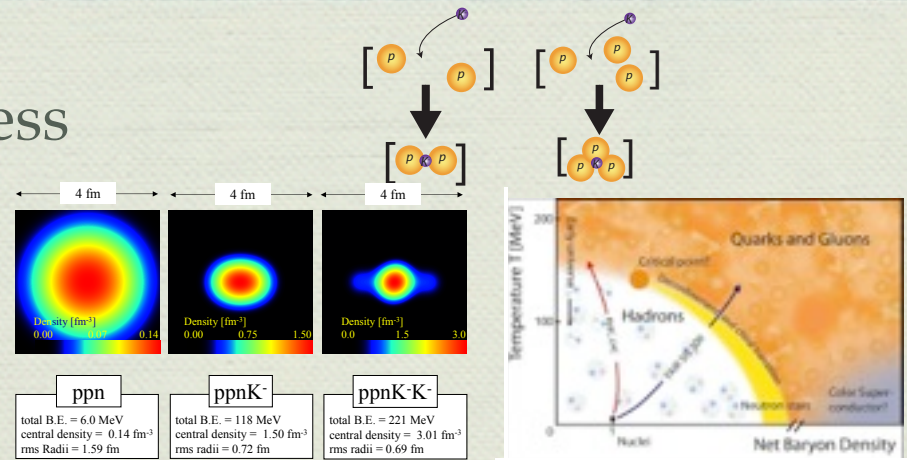 K K
p p p p p
ess
p K p
p
p K p
4 fm 4 fm 4 fm
Density [fm-3] Density [fm-3] Density [fm-3]
0.00 0.07 0.14 0.00 0.75 1.50 0.0 1.5 3.0
ppn
total B.E. = 6.0 MeV
central density = 0.14 fm-3
rms Radii = 1.59 fm
ppnK-
total B.E. = 118 MeV
central density = 1.50 fm-3
rms radii = 0.72 fm
ppnK-K-
total B.E. = 221 MeV
central density = 3.01 fm-3
rms radii = 0.69 fm
Temperature T [MeV]
200
100
0
Early universe
Quarks and Gluons
Critical point?
Hadrons
Color Super-
conductor?
Neutron stars
Nuclei
Net Baryon Density